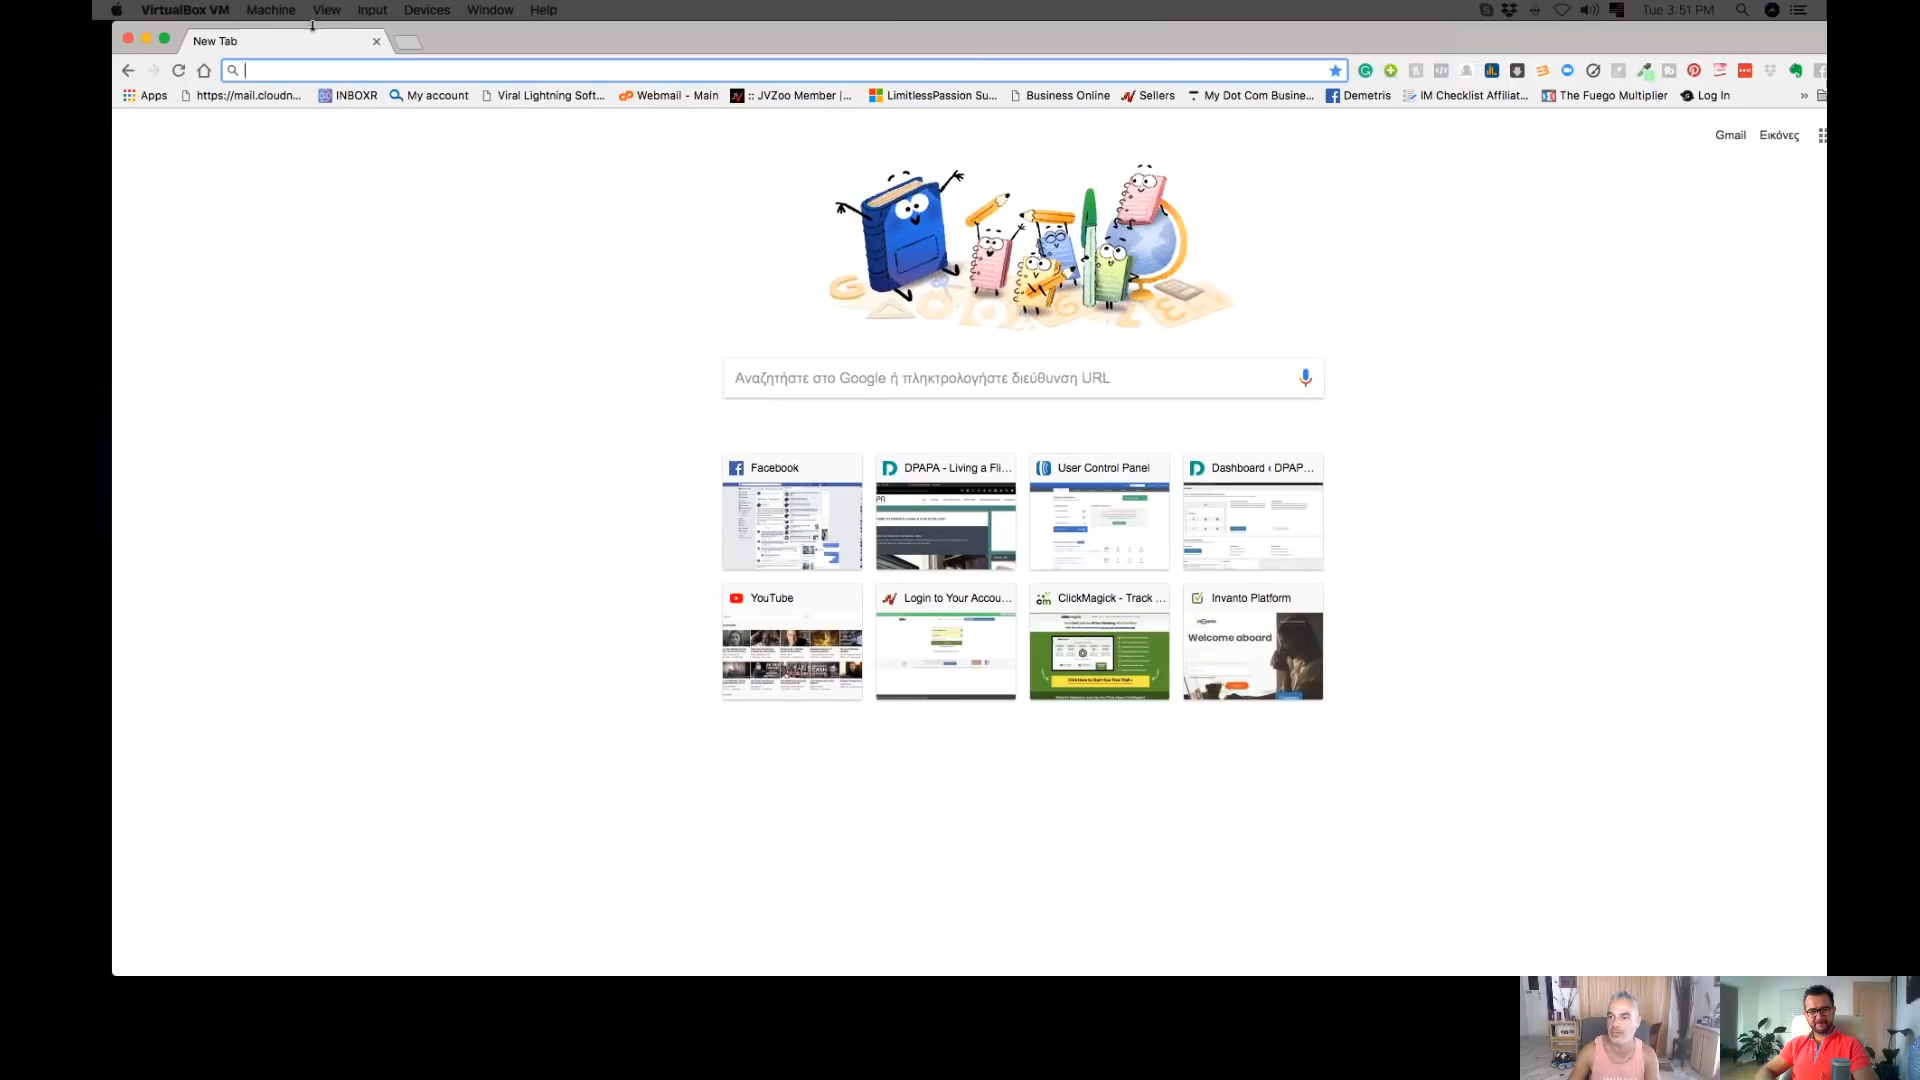 VirtualBox VM Machine View Input Devices Window Help Tue 3:51 PM
New Tab
Apps https://mail.cloudn... INBOXR My account Viral Lightning Soft... Webmail - Main :: JVZoo Member |... LimitlessPassion Su... Business Online Sellers My Dot Com Busine... Demetris IM Checklist Affiliat... The Fuego Multiplier Log In »
Gmail Εικόνες
Αναζητήστε στο Google ή πληκτρολογήστε διεύθυνση URL
Facebook DPAPA - Living a Fli... User Control Panel Dashboard ‹ DPAP...
YouTube Login to Your Accou... ClickMagick - Track ... Invanto Platform
Welcome aboard